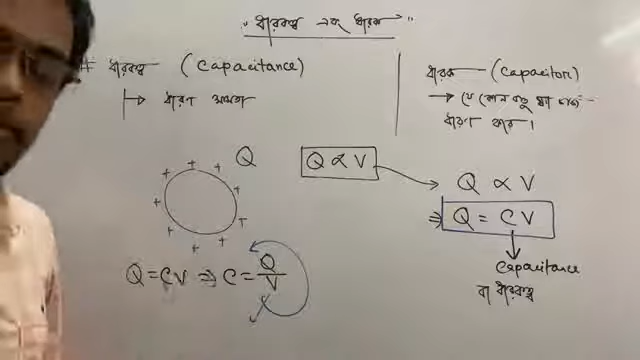 "ধারকত্ব এবং ধারক"
# ধারকত্ব (Capacitance)
→ ধারণ ক্ষমতা
ধারক (Capacitor)
→ যে কোন বস্তু যা চার্জ
ধারণ করে।
Q
Q ∝ V
Q ∝ V
⇒ Q = CV
Capacitance
বা ধারকত্ব
Q = CV ⇒ C = Q/V
+ + + + + + + + +